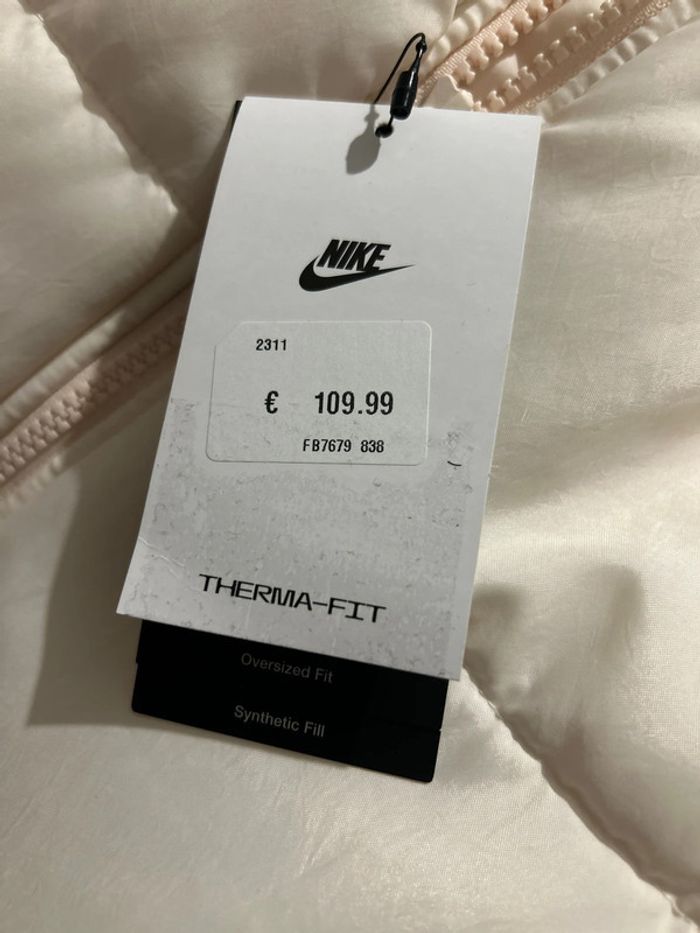 NIKE
2311
€ 109.99
FB7679 838
THERMA-FIT
Oversized Fit
Synthetic Fill